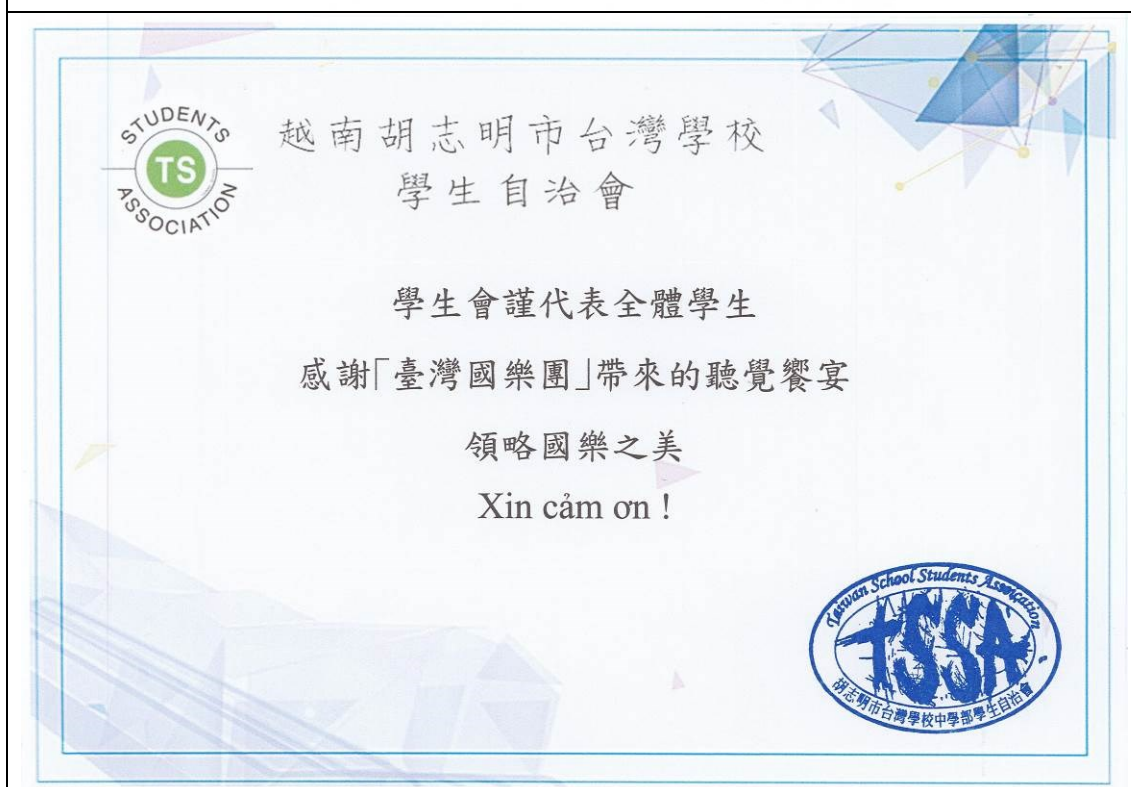 STUDENTS
TS
ASSOCIATION
越南胡志明市台灣學校
學生自治會
學生會謹代表全體學生
感謝「臺灣國樂團」帶來的聽覺饗宴
領略國樂之美
Xin cảm ơn !
Taiwan School Students Association
TSSA
胡志明市台灣學校中學部學生自治會